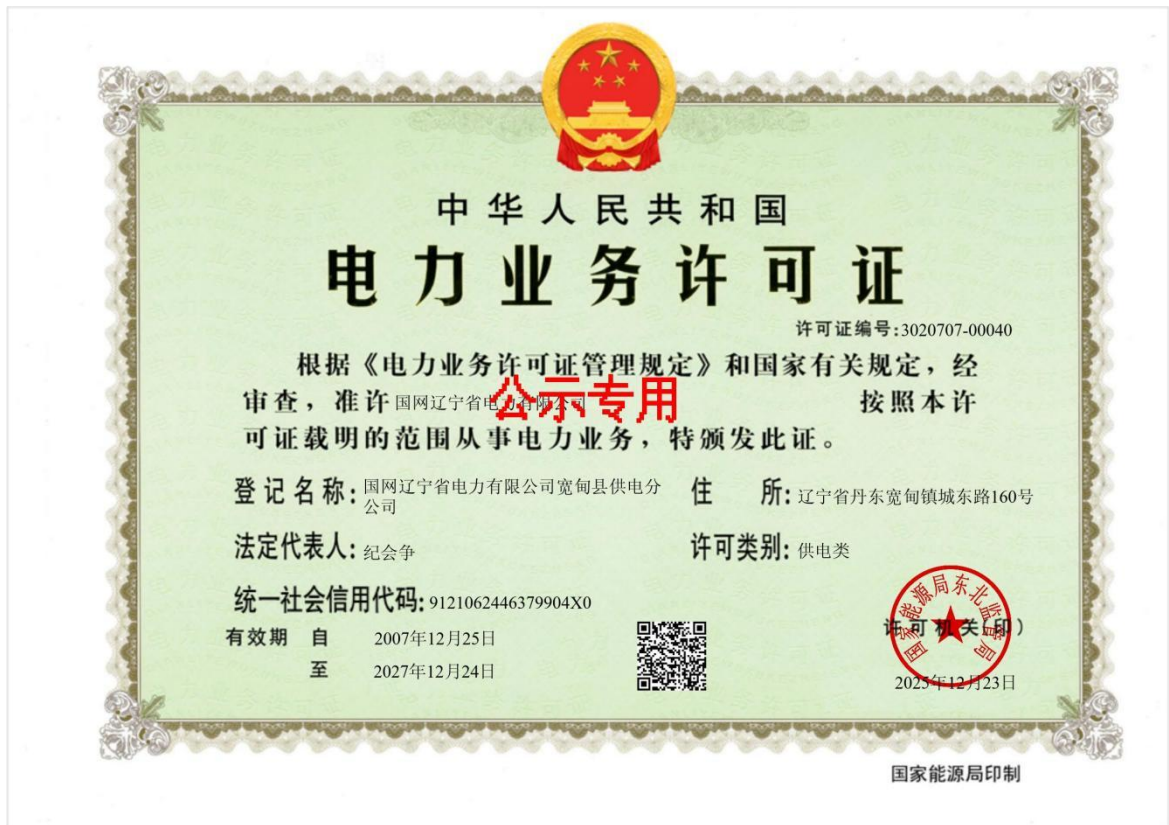 中华人民共和国
电力业务许可证
许可证编号:3020707-00040
根据《电力业务许可证管理规定》和国家有关规定，经
审查，准许 国网辽宁省电力有限公司 按照本许
公示专用
可证载明的范围从事电力业务，特颁发此证。
登记名称: 国网辽宁省电力有限公司宽甸县供电分
公司
住 所: 辽宁省丹东宽甸镇城东路160号
法定代表人: 纪会争
许可类别: 供电类
统一社会信用代码: 9121062446379904X0
有效期 自 2007年12月25日
至 2027年12月24日
国家能源局东北监管局
许可机关(印)
2025年12月23日
国家能源局印制